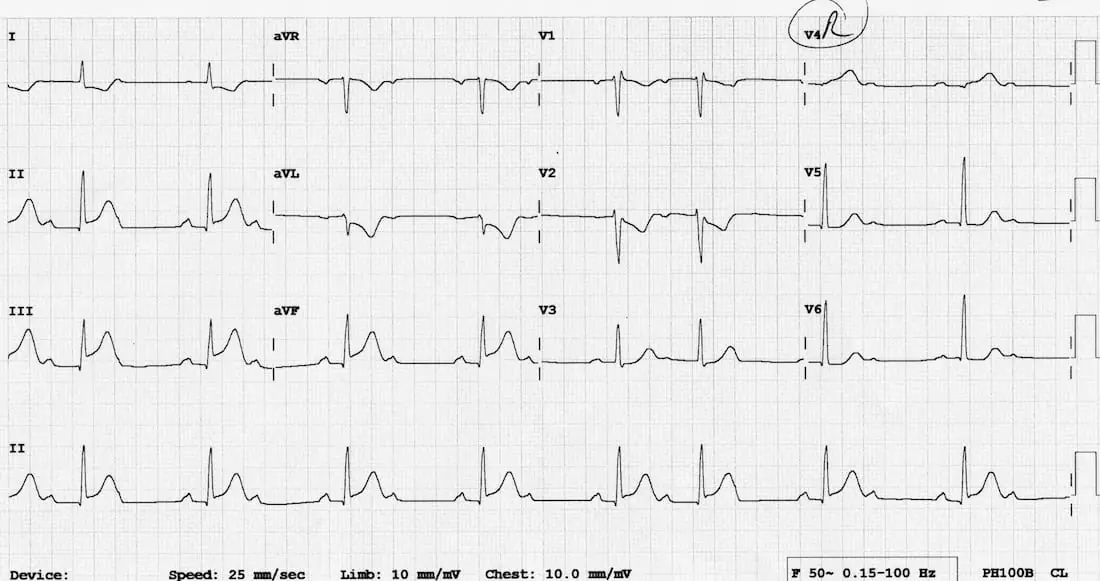 I aVR V1 V4R
II aVL V2 V5
III aVF V3 V6
II
Device: Speed: 25 mm/sec Limb: 10 mm/mV Chest: 10.0 mm/mV F 50~ 0.15-100 Hz PH100B CL